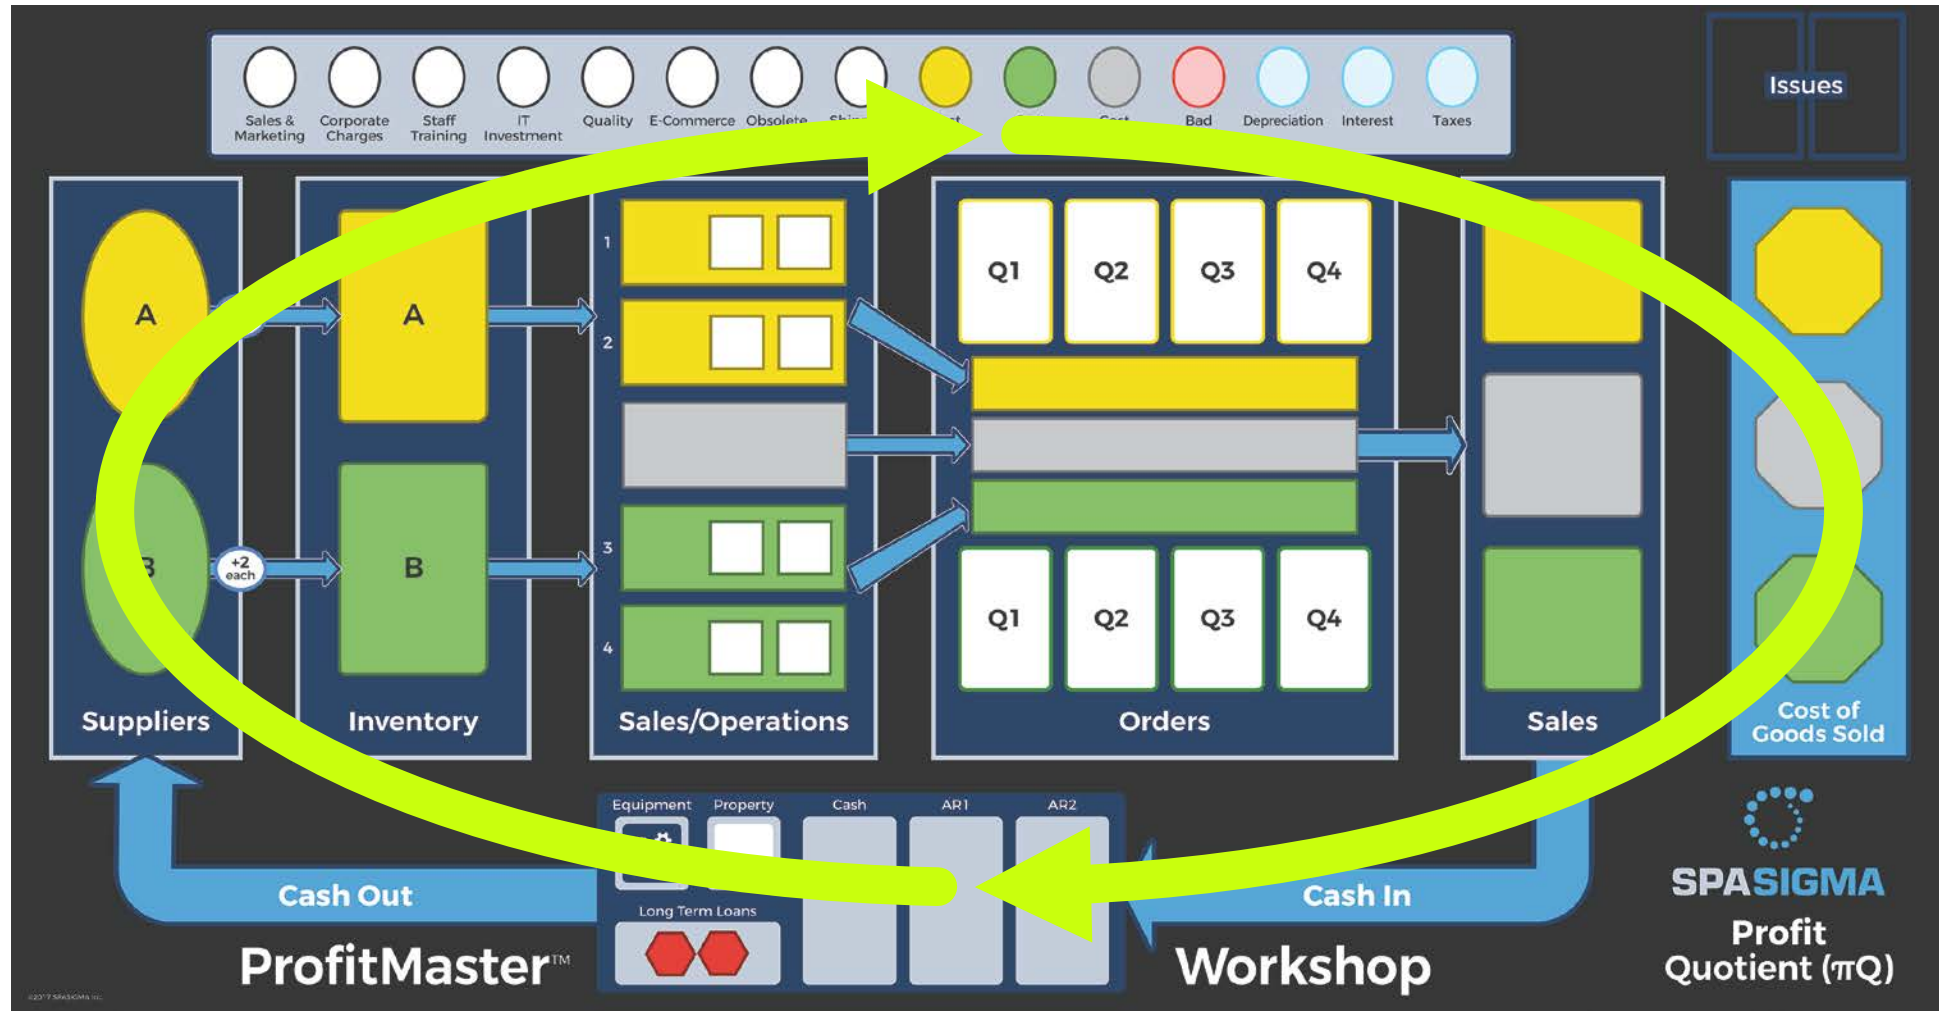 Issues
Sales &
Marketing
Corporate
Charges
Staff
Training
IT
Investment
Quality
E-Commerce
Obsolete
Bad
Depreciation
Interest
Taxes
A
A
B
+2
each
B
1
2
3
4
Q1
Q2
Q3
Q4
Q1
Q2
Q3
Q4
Suppliers
Inventory
Sales/Operations
Orders
Sales
Cost of
Goods Sold
Equipment
Property
Cash
AR1
AR2
Long Term Loans
Cash Out
Cash In
ProfitMaster™
Workshop
SPASIGMA
Profit
Quotient (πQ)
©2017 SPASIGMA Inc.